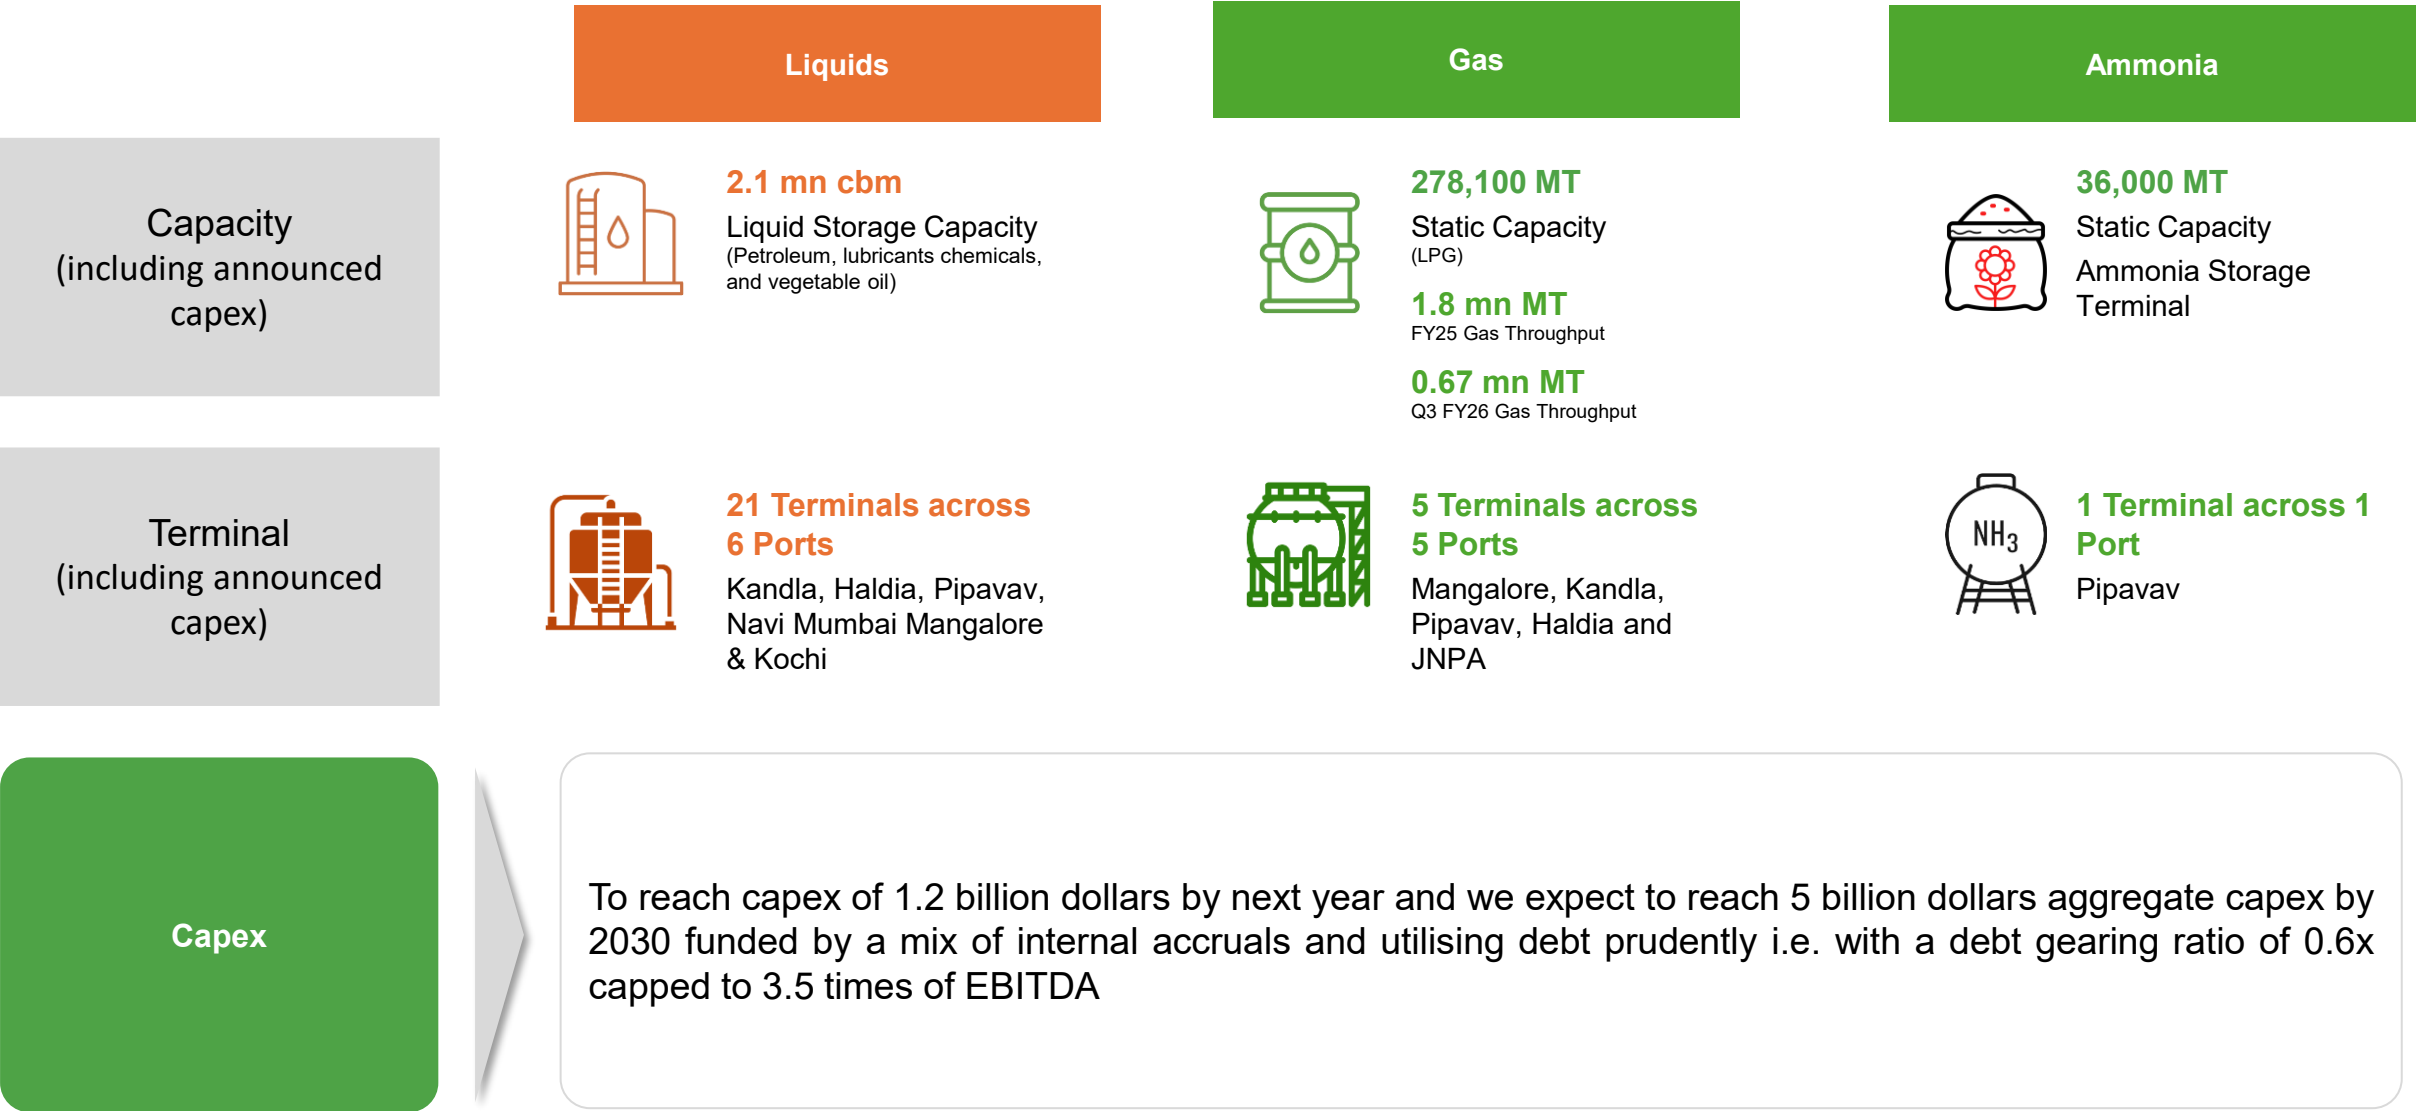 Liquids
Gas
Ammonia
Capacity
(including announced
capex)
2.1 mn cbm
Liquid Storage Capacity
(Petroleum, lubricants chemicals,
and vegetable oil)
278,100 MT
Static Capacity
(LPG)
1.8 mn MT
FY25 Gas Throughput
0.67 mn MT
Q3 FY26 Gas Throughput
36,000 MT
Static Capacity
Ammonia Storage
Terminal
Terminal
(including announced
capex)
21 Terminals across
6 Ports
Kandla, Haldia, Pipavav,
Navi Mumbai Mangalore
& Kochi
5 Terminals across
5 Ports
Mangalore, Kandla,
Pipavav, Haldia and
JNPA
NH3
1 Terminal across 1
Port
Pipavav
Capex
To reach capex of 1.2 billion dollars by next year and we expect to reach 5 billion dollars aggregate capex by
2030 funded by a mix of internal accruals and utilising debt prudently i.e. with a debt gearing ratio of 0.6x
capped to 3.5 times of EBITDA